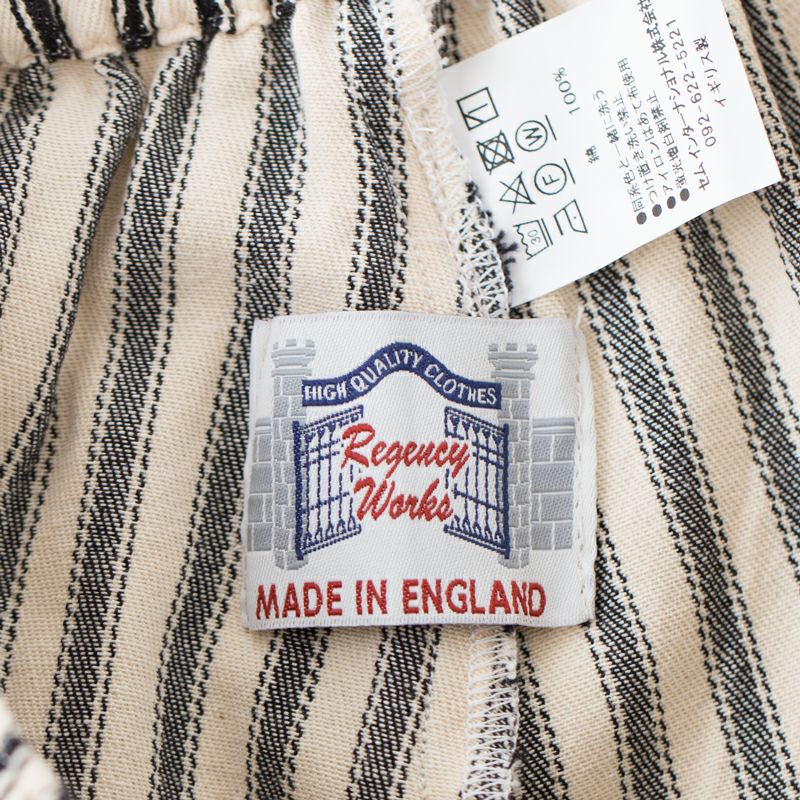 HIGH QUALITY CLOTHES
Regency
Works
MADE IN ENGLAND
綿 100%
●同系色と一緒に洗う
●つけ置き洗い禁止
●アイロンはあて布使用
●蛍光増白剤禁止
セムインターナショナル株式会社
092-622-5221
イギリス製
30
F
W